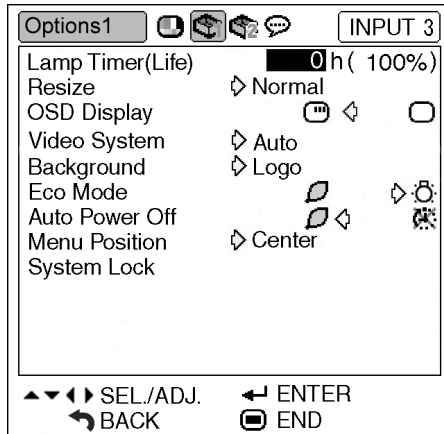 Options1 INPUT 3
Lamp Timer(Life) 0 h ( 100%)
Resize Normal
OSD Display
Video System Auto
Background Logo
Eco Mode
Auto Power Off
Menu Position Center
System Lock
SEL./ADJ. ENTER
BACK END